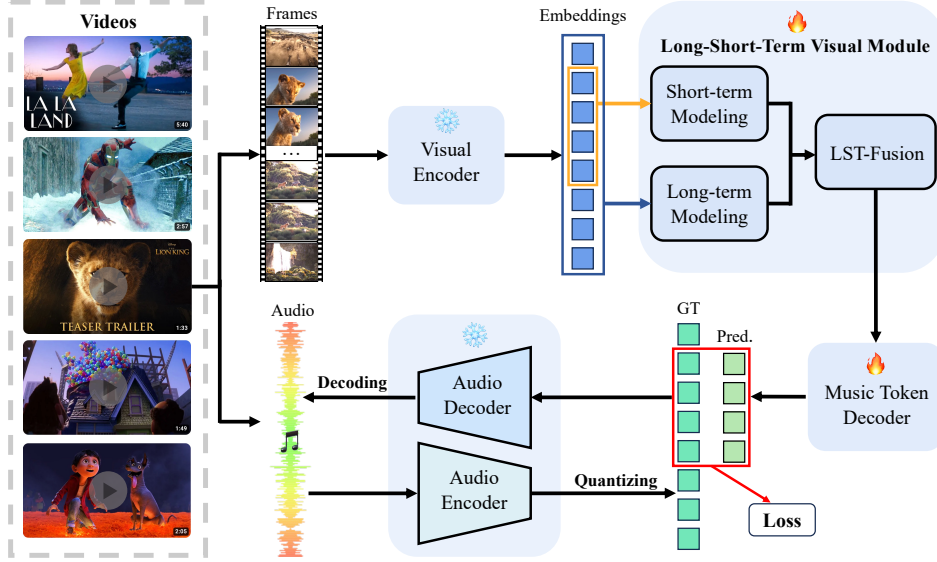 Videos
LA LA
LAND
5:40
2:57
Disney
THE LION KING
TEASER TRAILER
1:33
1:49
2:05
Frames
...
Visual
Encoder
Embeddings
Long-Short-Term Visual Module
Short-term
Modeling
Long-term
Modeling
LST-Fusion
Audio
Decoding
Audio
Decoder
Audio
Encoder
Quantizing
GT
Pred.
Music Token
Decoder
Loss